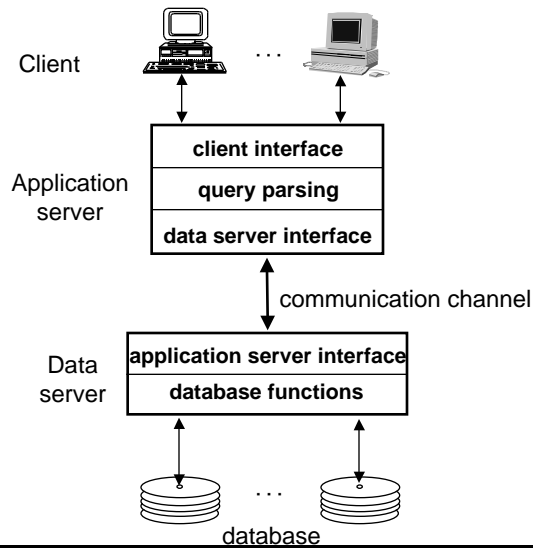 Client
. . .
client interface
Application
server
query parsing
data server interface
communication channel
Data
server
application server interface
database functions
. . .
database